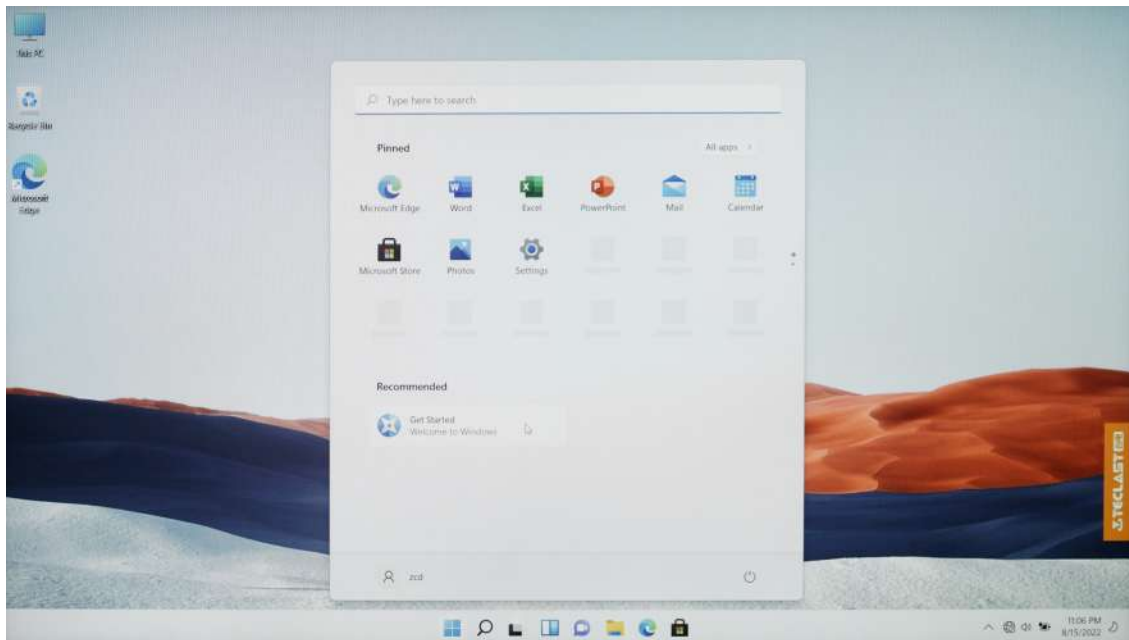 This PC
Recycle Bin
Microsoft
Edge
Type here to search
Pinned
All apps >
Microsoft Edge
Word
Excel
PowerPoint
Mail
Calendar
Microsoft Store
Photos
Settings
Recommended
Get Started
Welcome to Windows
zcd
TECLAST
11:06 PM
8/15/2022